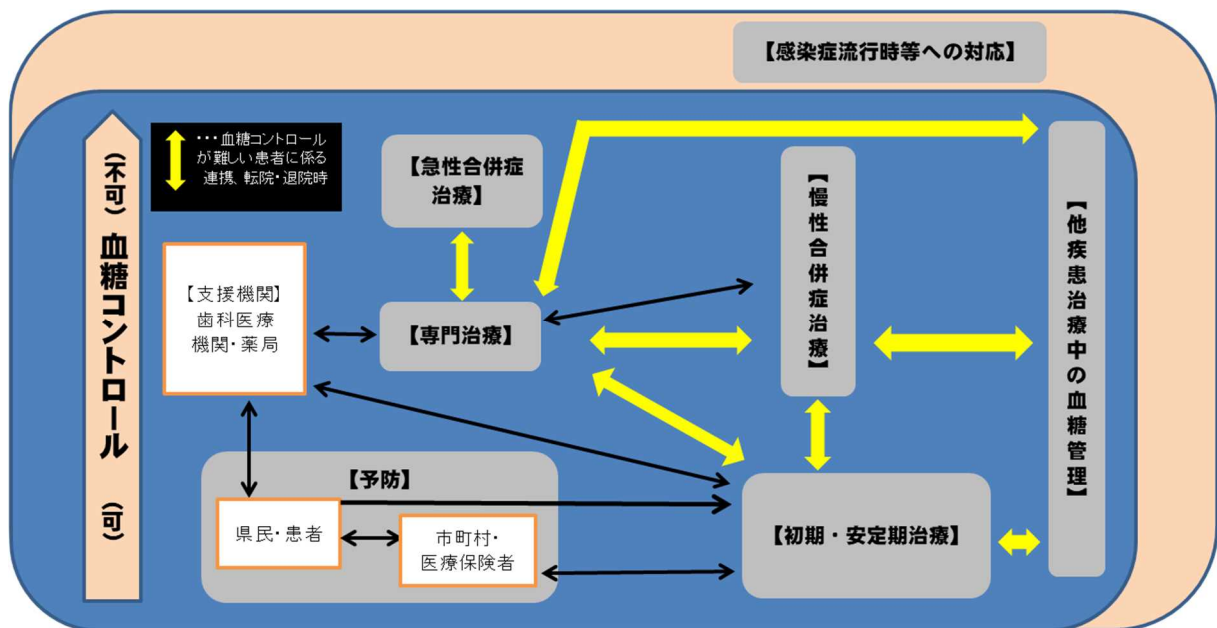 【感染症流行時等への対応】
(不可) 血糖コントロール (可)
・・・血糖コントロール
が難しい患者に係る
連携、転院・退院時
【急性合併症
治療】
【慢性合併症治療】
【他疾患治療中の血糖管理】
【支援機関】
歯科医療
機関・薬局
【専門治療】
【予防】
県民・患者
市町村・
医療保険者
【初期・安定期治療】